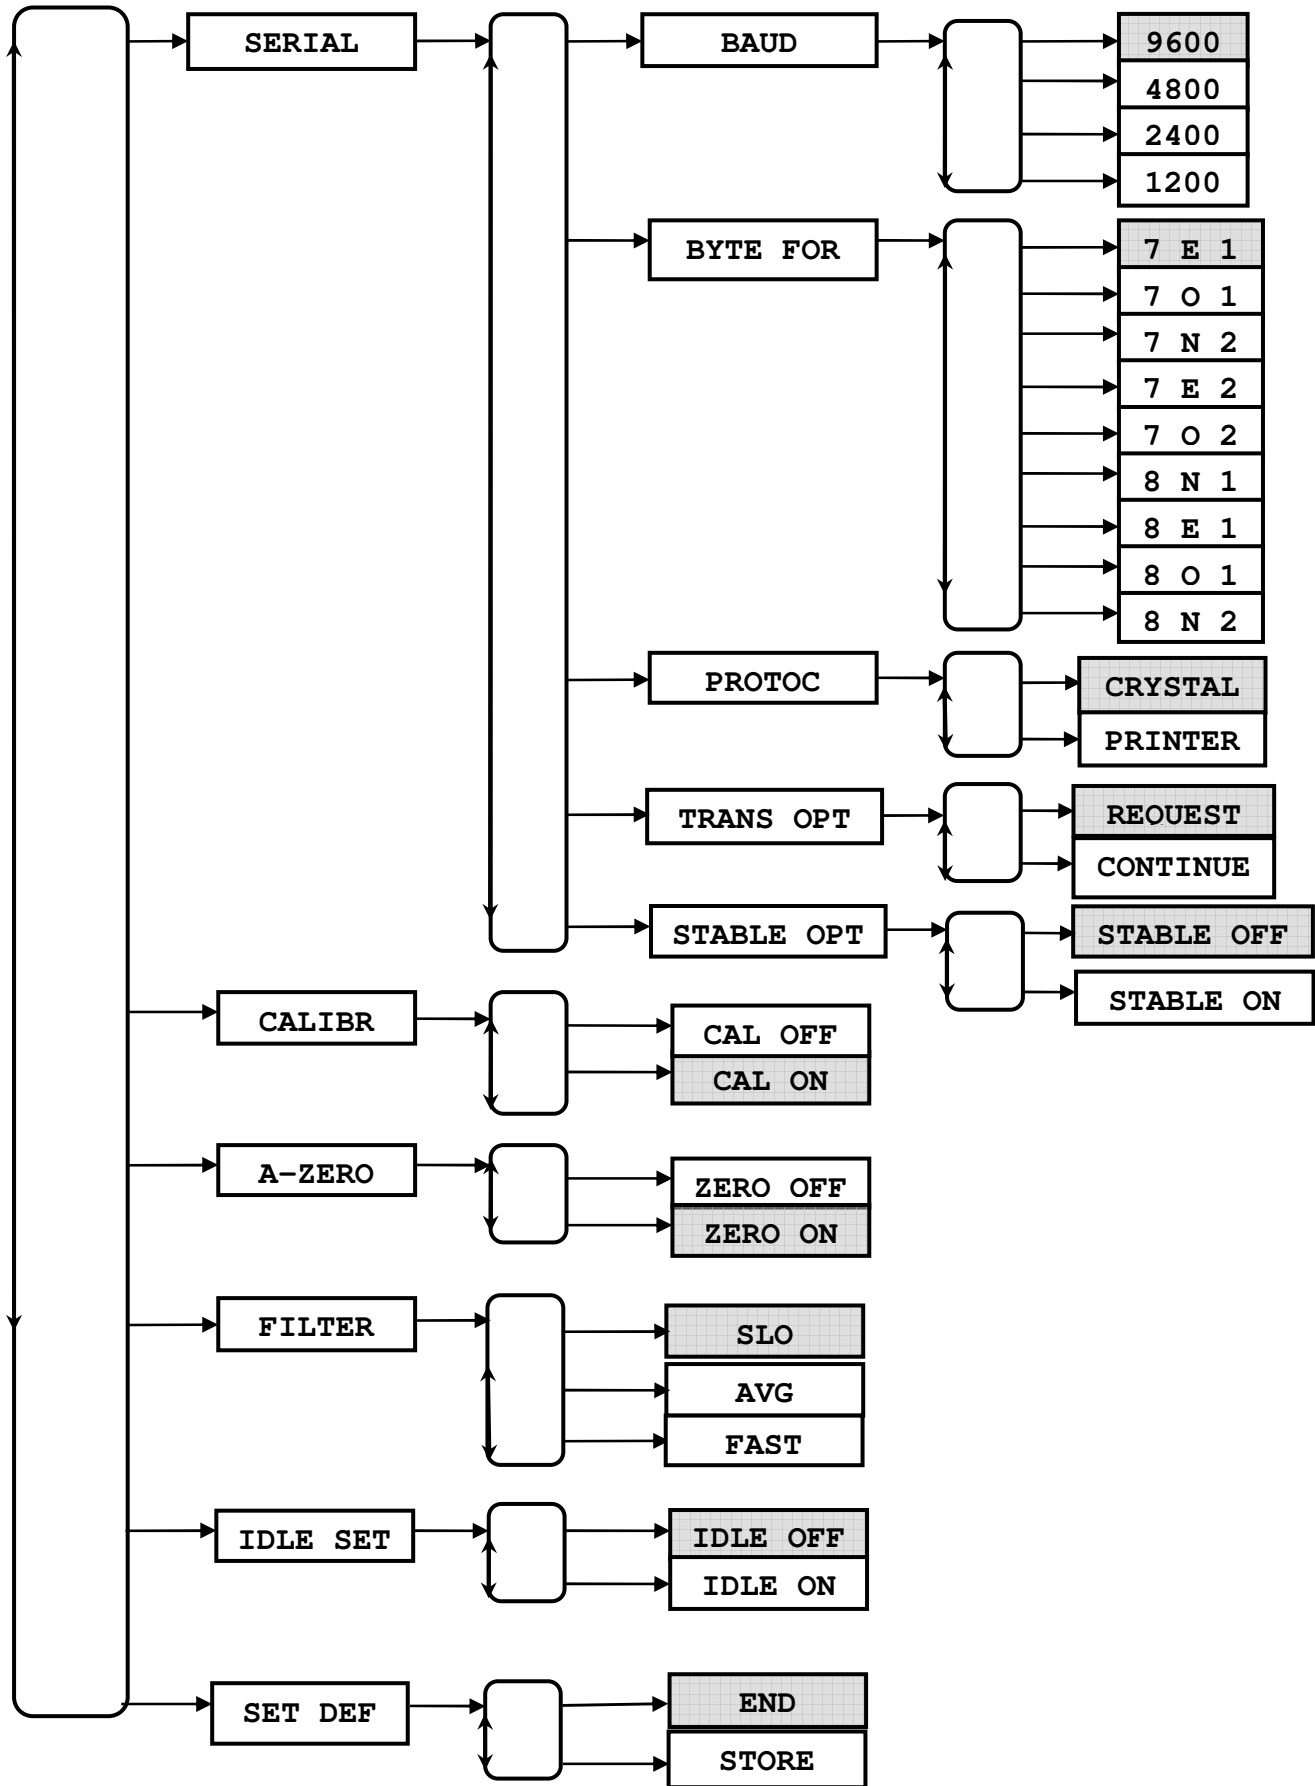 SERIAL
BAUD
9600
4800
2400
1200
BYTE FOR
7 E 1
7 O 1
7 N 2
7 E 2
7 O 2
8 N 1
8 E 1
8 O 1
8 N 2
PROTOC
CRYSTAL
PRINTER
TRANS OPT
REQUEST
CONTINUE
STABLE OPT
STABLE OFF
STABLE ON
CALIBR
CAL OFF
CAL ON
A-ZERO
ZERO OFF
ZERO ON
FILTER
SLO
AVG
FAST
IDLE SET
IDLE OFF
IDLE ON
SET DEF
END
STORE